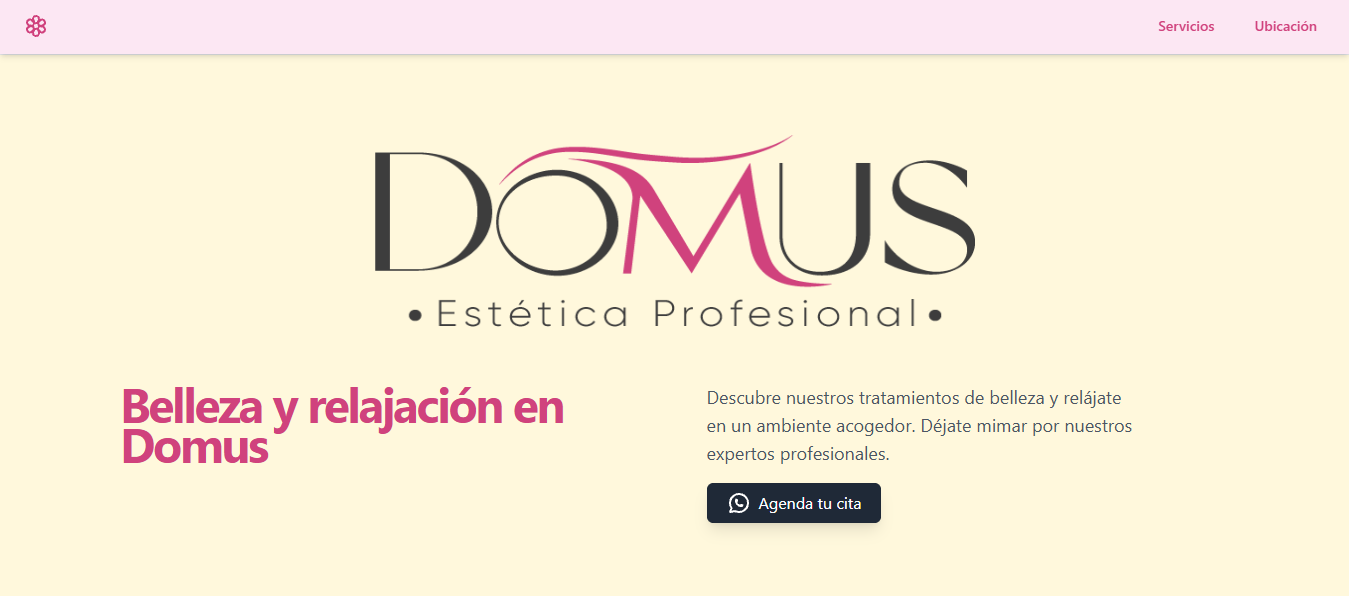 Servicios
Ubicación
DOMUS
• Estética Profesional •
Belleza y relajación en
Domus
Descubre nuestros tratamientos de belleza y relájate
en un ambiente acogedor. Déjate mimar por nuestros
expertos profesionales.
Agenda tu cita